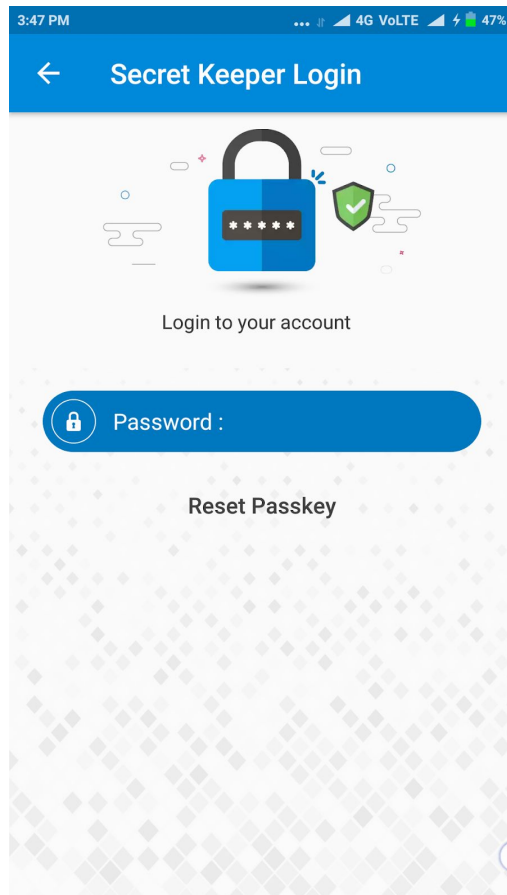 3:47 PM ... 4G VoLTE 47%
Secret Keeper Login
*****
Login to your account
Password :
Reset Passkey